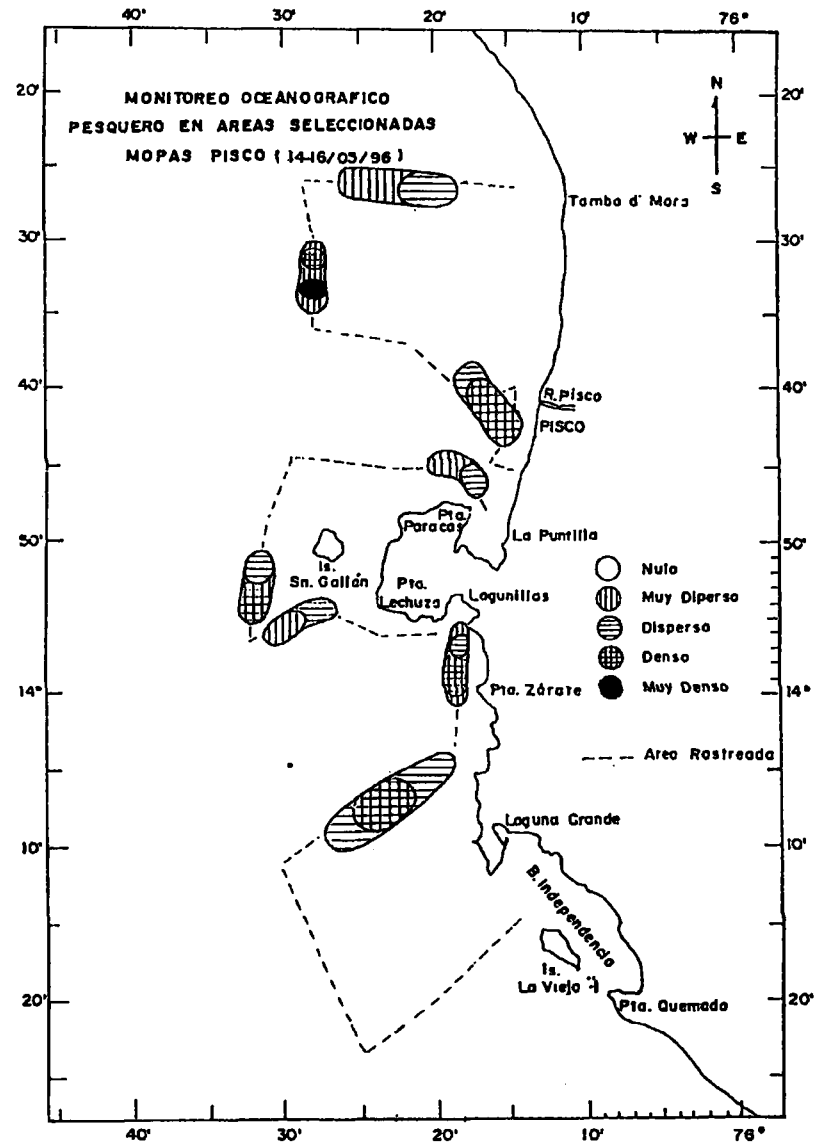 40' 30' 20' 10' 76°
MONITOREO OCEANOGRAFICO
PESQUERO EN AREAS SELECCIONADAS
MOPAS PISCO (14-16/05/96)
N
W E
S
20' 20'
Tambo d' Mora
30' 30'
40' 40'
R. Pisco
PISCO
Pta.
Paracas
La Puntilla
50' 50'
Is.
Sn. Gallán
Pta.
Lechuza
Lagunillas
Nulo
Muy Diperso
Disperso
Denso
Muy Denso
14° 14°
Pta. Zárate
Area Rastreada
Laguna Grande
10' 10'
B. Independencia
Is.
La Vieja
20' 20'
Pta. Quemado
40' 30' 20' 10' 76°